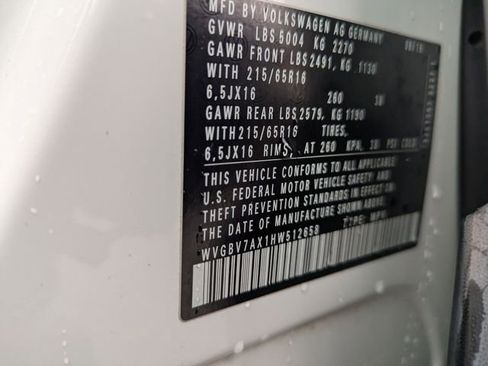 MFD BY VOLKSWAGEN AG GERMANY
GVWR LBS 5004 KG 2270
GAWR FRONT LBS 2491, KG 1130
WITH 215/65R16
6,5JX16 260
GAWR REAR LBS 2579, KG 1190
WITH 215/65R16 TIRES,
6,5JX16 RIMS, AT 260 KPA, PSI COLD
THIS VEHICLE CONFORMS TO ALL APPLICABLE
U.S. FEDERAL MOTOR VEHICLE SAFETY AND
THEFT PREVENTION STANDARDS IN EFFECT ON
THE DATE OF MANUFACTURE SHOWN ABOVE
WVGBV7AX1HW512658 TYPE: MPV